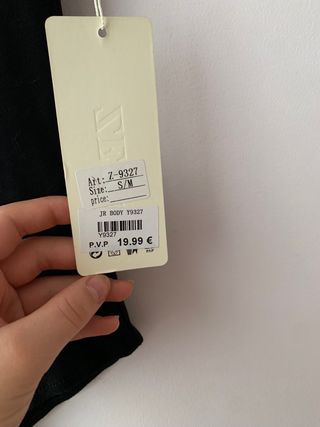 Art: Z-9327
Size: S/M
price:
JR BODY Y9327
Y9327
P.V.P 19.99 €